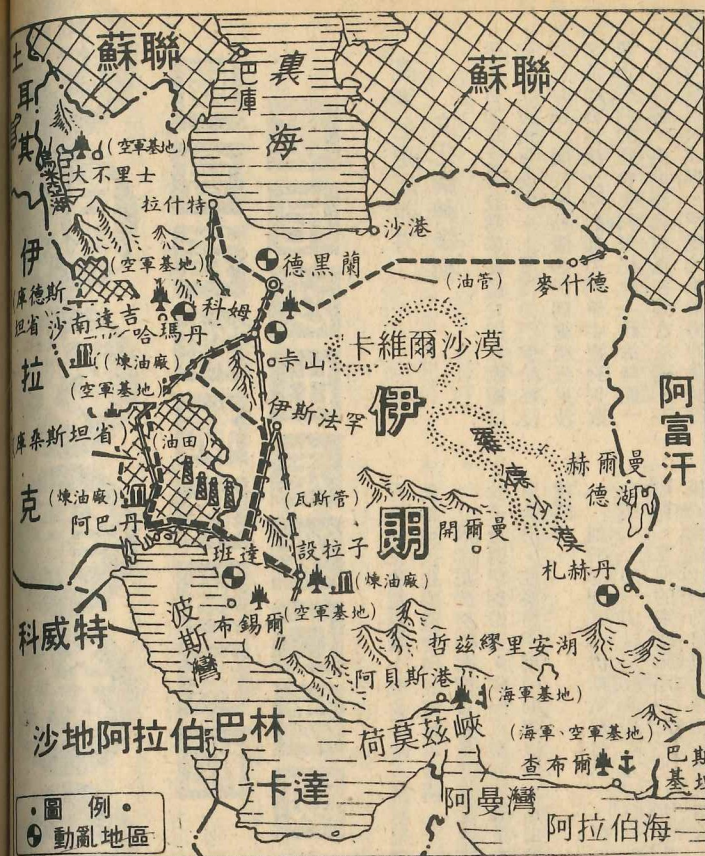 蘇聯
蘇聯
土耳其
裏海
巴庫
(空軍基地)
大不里士
烏米亞湖
拉什特
沙港
伊拉克
(空軍基地)
德黑蘭
(油管)
麥什德
庫德斯
坦省
沙南達吉
科姆
哈瑪丹
卡維爾沙漠
(煉油廠)
卡山
(空軍基地)
伊朗
伊斯法罕
阿富汗
庫桑斯坦省)
(油田)
赫爾曼
德湖
(煉油廠)
(瓦斯管)
阿巴丹
開爾曼
班達
設拉子
(煉油廠)
札赫丹
科威特
波斯灣
布錫爾
(空軍基地)
哲茲繆里安湖
阿貝斯港
(海軍基地)
沙地阿拉伯
巴林
荷莫茲峽
(海軍、空軍基地)
查布爾
卡達
阿曼灣
阿拉伯海
•圖例•
動亂地區